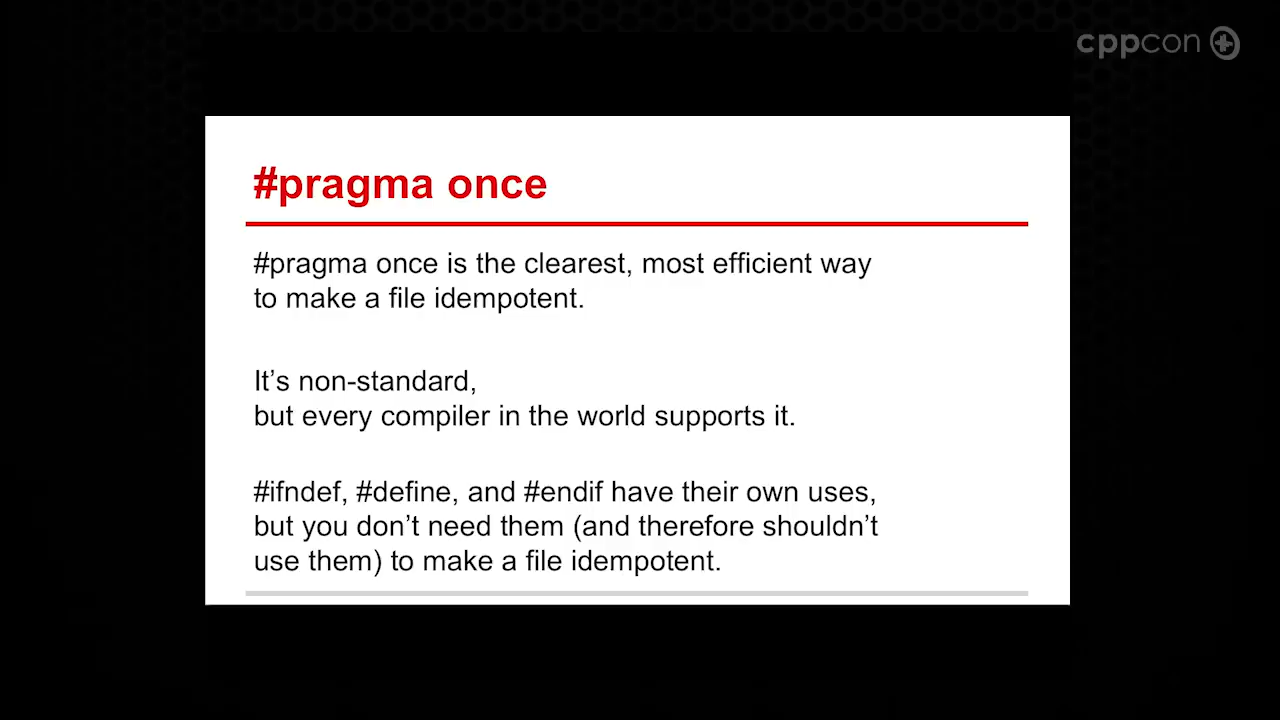 cppcon
#pragma once
#pragma once is the clearest, most efficient way
to make a file idempotent.
It’s non-standard,
but every compiler in the world supports it.
#ifndef, #define, and #endif have their own uses,
but you don’t need them (and therefore shouldn’t
use them) to make a file idempotent.